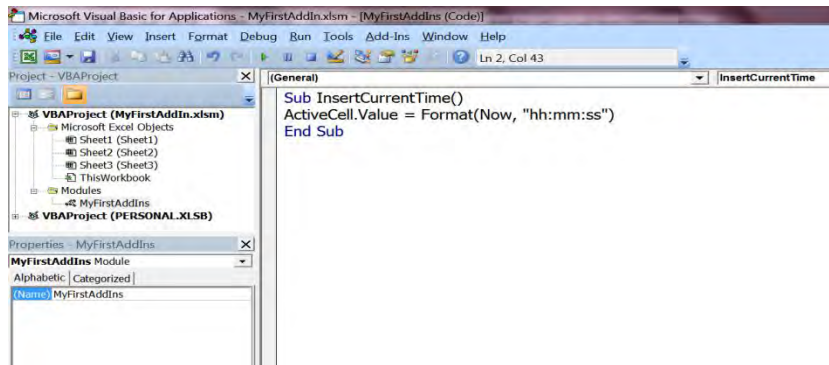 Microsoft Visual Basic for Applications - MyFirstAddIn.xlsm - [MyFirstAddIns (Code)]
File Edit View Insert Format Debug Run Tools Add-Ins Window Help
Ln 2, Col 43
Project - VBAProject
VBAProject (MyFirstAddIn.xlsm)
Microsoft Excel Objects
Sheet1 (Sheet1)
Sheet2 (Sheet2)
Sheet3 (Sheet3)
ThisWorkbook
Modules
MyFirstAddIns
VBAProject (PERSONAL.XLSB)
Properties - MyFirstAddIns
MyFirstAddIns Module
Alphabetic Categorized
(Name) MyFirstAddIns
(General) InsertCurrentTime
Sub InsertCurrentTime()
ActiveCell.Value = Format(Now, "hh:mm:ss")
End Sub